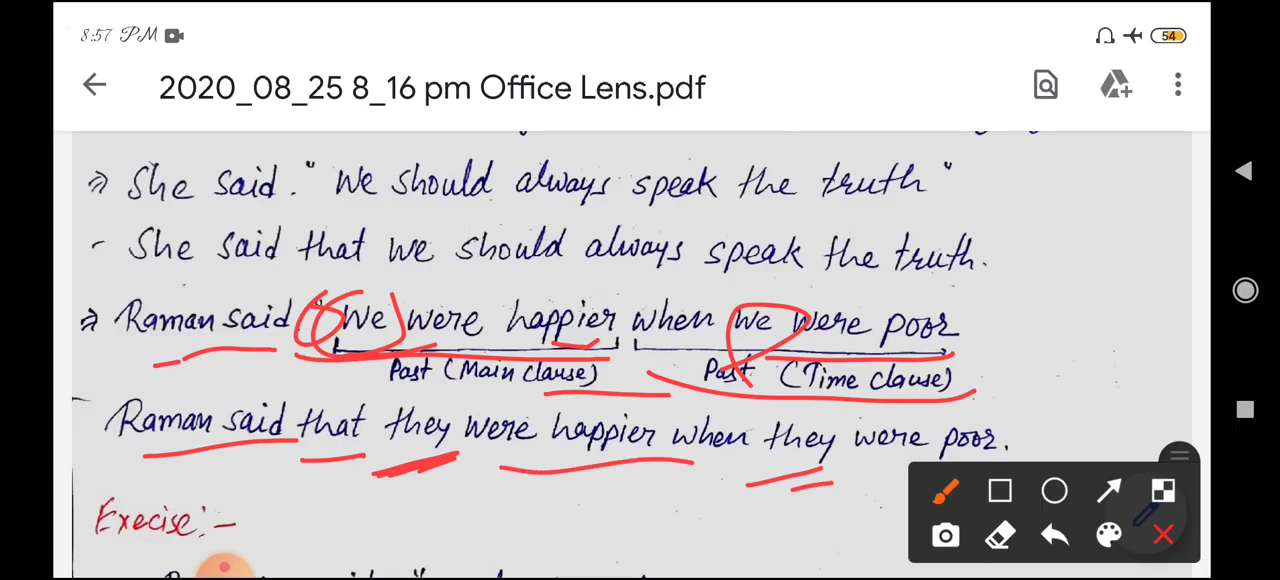 8:57 PM
54
2020_08_25 8_16 pm Office Lens.pdf
⇒ She said. "We should always speak the truth"
- She said that we should always speak the truth.
⇒ Raman said "We were happier when we were poor
Past (Main clause) Past (Time clause)
Raman said that they were happier when they were poor.
Execise:-